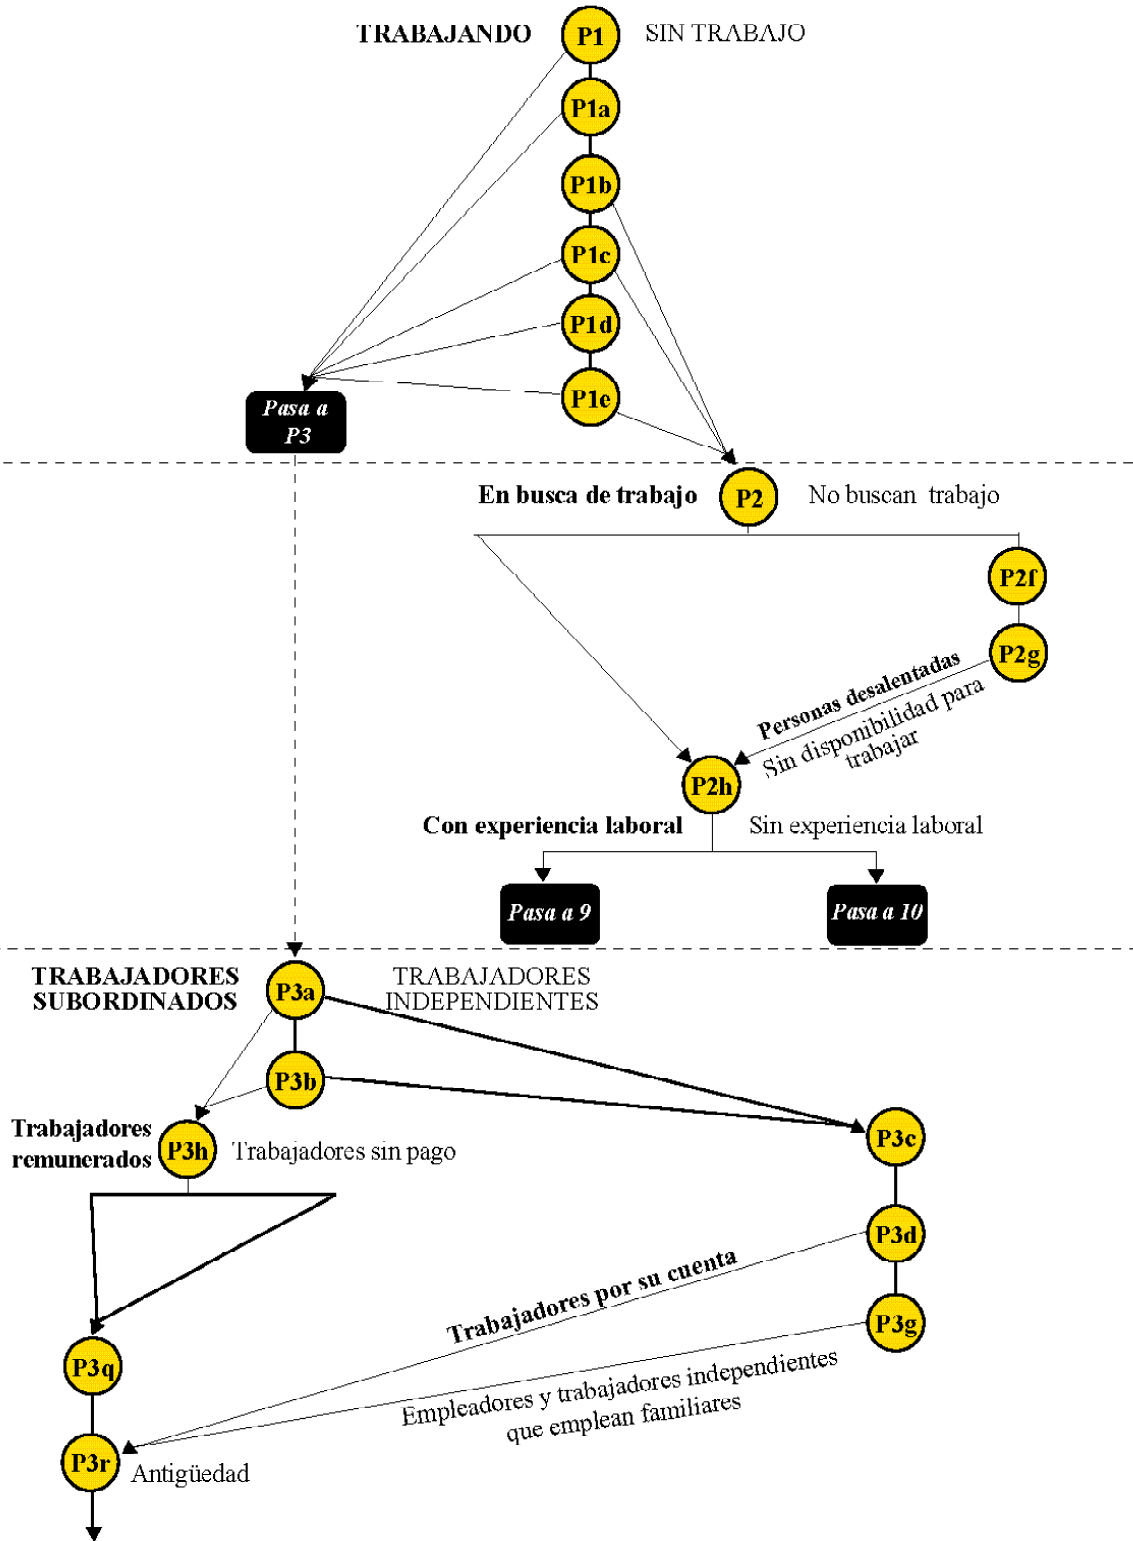 TRABAJANDO
P1
SIN TRABAJO
P1a
P1b
P1c
P1d
P1e
Pasa a
P3
En busca de trabajo
P2
No buscan trabajo
P2f
P2g
Personas desalentadas
Sin disponibilidad para
trabajar
P2h
Con experiencia laboral
Sin experiencia laboral
Pasa a 9
Pasa a 10
TRABAJADORES
SUBORDINADOS
P3a
TRABAJADORES
INDEPENDIENTES
P3b
Trabajadores
remunerados
P3h
Trabajadores sin pago
P3c
P3d
Trabajadores por su cuenta
P3g
Empleadores y trabajadores independientes
que emplean familiares
P3q
P3r
Antigüedad